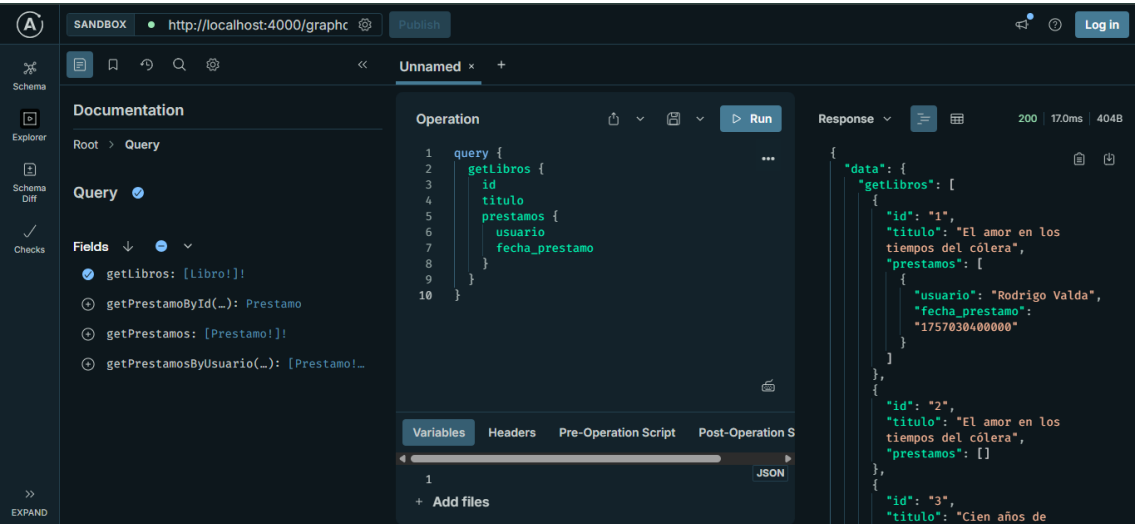 A SANDBOX http://localhost:4000/graphc Publish Log in
Schema
Explorer
Schema
Diff
Checks
EXPAND
Documentation
Root > Query
Query
Fields
getLibros: [Libro!]!
getPrestamoById(…): Prestamo
getPrestamos: [Prestamo!]!
getPrestamosByUsuario(…): [Prestamo!…
Unnamed × +
Operation Run
1 query {
2 getLibros {
3 id
4 titulo
5 prestamos {
6 usuario
7 fecha_prestamo
8 }
9 }
10 }
Variables Headers Pre-Operation Script Post-Operation S
1
JSON
+ Add files
Response 200 17.0ms 404B
{
"data": {
"getLibros": [
{
"id": "1",
"titulo": "El amor en los
tiempos del cólera",
"prestamos": [
{
"usuario": "Rodrigo Valda",
"fecha_prestamo":
"1757030400000"
}
]
},
{
"id": "2",
"titulo": "El amor en los
tiempos del cólera",
"prestamos": []
},
{
"id": "3",
"titulo": "Cien años de